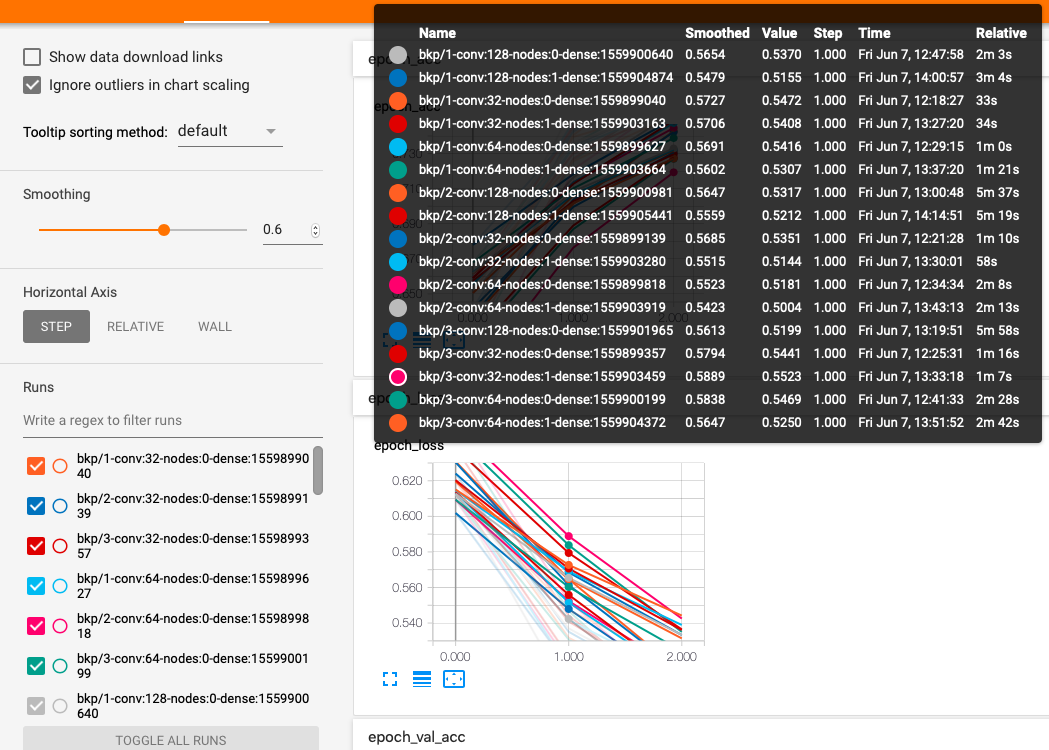 Show data download links
Ignore outliers in chart scaling
Tooltip sorting method: default
Smoothing
0.6
Horizontal Axis
STEP RELATIVE WALL
Runs
Write a regex to filter runs
bkp/1-conv:32-nodes:0-dense:15598990
40
bkp/2-conv:32-nodes:0-dense:15598991
39
bkp/3-conv:32-nodes:0-dense:15598993
57
bkp/1-conv:64-nodes:0-dense:15598996
27
bkp/2-conv:64-nodes:0-dense:15598998
18
bkp/3-conv:64-nodes:0-dense:15599001
99
bkp/1-conv:128-nodes:0-dense:1559900
640
TOGGLE ALL RUNS
Name Smoothed Value Step Time Relative
bkp/1-conv:128-nodes:0-dense:1559900640 0.5654 0.5370 1.000 Fri Jun 7, 12:47:58 2m 3s
bkp/1-conv:128-nodes:1-dense:1559904874 0.5479 0.5155 1.000 Fri Jun 7, 14:00:57 3m 4s
bkp/1-conv:32-nodes:0-dense:1559899040 0.5727 0.5472 1.000 Fri Jun 7, 12:18:27 33s
bkp/1-conv:32-nodes:1-dense:1559903163 0.5706 0.5408 1.000 Fri Jun 7, 13:27:20 34s
bkp/1-conv:64-nodes:0-dense:1559899627 0.5691 0.5416 1.000 Fri Jun 7, 12:29:15 1m 0s
bkp/1-conv:64-nodes:1-dense:1559903664 0.5602 0.5307 1.000 Fri Jun 7, 13:37:20 1m 21s
bkp/2-conv:128-nodes:0-dense:1559900981 0.5647 0.5317 1.000 Fri Jun 7, 13:00:48 5m 37s
bkp/2-conv:128-nodes:1-dense:1559905441 0.5559 0.5212 1.000 Fri Jun 7, 14:14:51 5m 19s
bkp/2-conv:32-nodes:0-dense:1559899139 0.5685 0.5351 1.000 Fri Jun 7, 12:21:28 1m 10s
bkp/2-conv:32-nodes:1-dense:1559903280 0.5515 0.5144 1.000 Fri Jun 7, 13:30:01 58s
bkp/2-conv:64-nodes:0-dense:1559899818 0.5523 0.5181 1.000 Fri Jun 7, 12:34:34 2m 8s
bkp/2-conv:64-nodes:1-dense:1559903919 0.5423 0.5004 1.000 Fri Jun 7, 13:43:13 2m 13s
bkp/3-conv:128-nodes:0-dense:1559901965 0.5613 0.5199 1.000 Fri Jun 7, 13:19:51 5m 58s
bkp/3-conv:32-nodes:0-dense:1559899357 0.5794 0.5441 1.000 Fri Jun 7, 12:25:31 1m 16s
bkp/3-conv:32-nodes:1-dense:1559903459 0.5889 0.5523 1.000 Fri Jun 7, 13:33:18 1m 7s
bkp/3-conv:64-nodes:0-dense:1559900199 0.5838 0.5469 1.000 Fri Jun 7, 12:41:33 2m 28s
bkp/3-conv:64-nodes:1-dense:1559904372 0.5647 0.5250 1.000 Fri Jun 7, 13:51:52 2m 42s
epoch_loss
0.620
0.600
0.580
0.560
0.540
0.000 1.000 2.000
epoch_val_acc